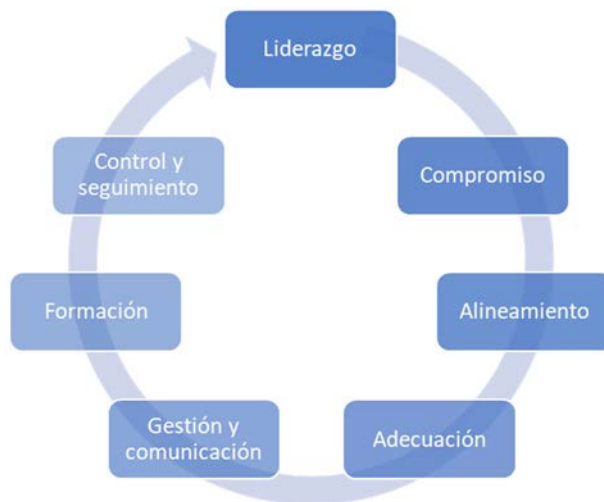 Liderazgo
Compromiso
Alineamiento
Adecuación
Gestión y
comunicación
Formación
Control y
seguimiento